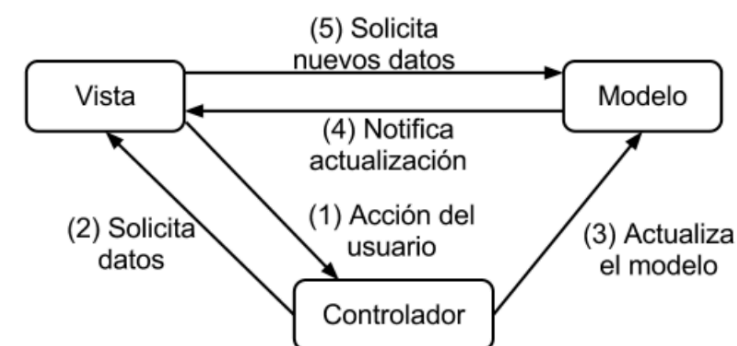 (5) Solicita
nuevos datos
Vista
Modelo
(4) Notifica
actualización
(1) Acción del
usuario
(2) Solicita
datos
(3) Actualiza
el modelo
Controlador